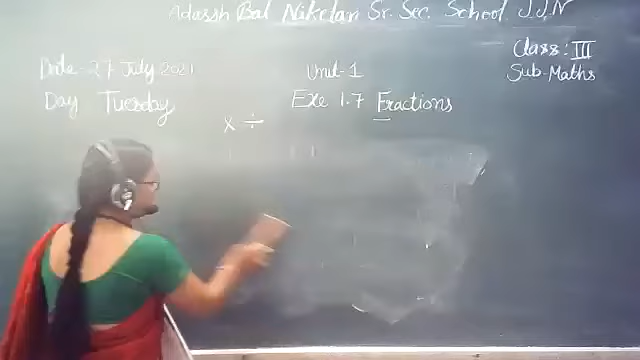 Adarsh Bal Niketan Sr. Sec. School JJN
Class: III
Date-27 July 2021
Unit-1
Sub-Maths
Day Tuesday
Exe 1.7 Fractions
x ÷